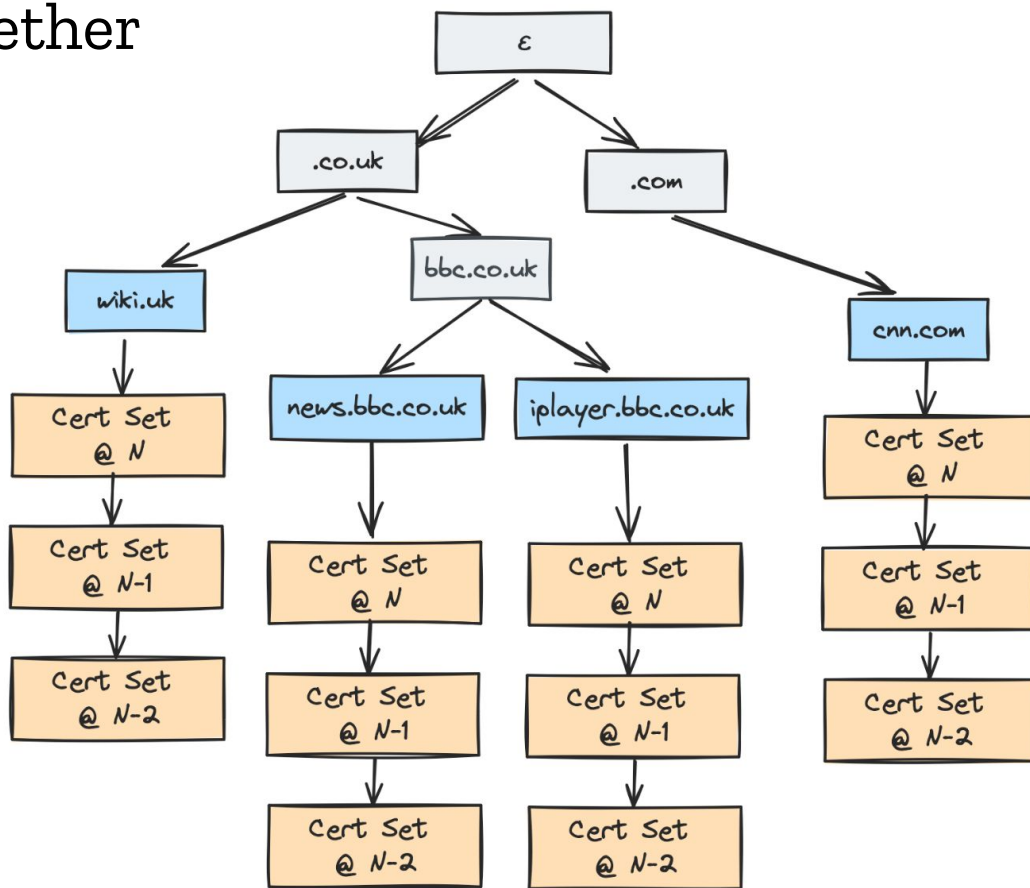 ether
ε
.co.uk
.com
bbc.co.uk
wiki.uk
cnn.com
news.bbc.co.uk
iplayer.bbc.co.uk
Cert Set
@ N
Cert Set
@ N-1
Cert Set
@ N-2
Cert Set
@ N
Cert Set
@ N-1
Cert Set
@ N-2
Cert Set
@ N
Cert Set
@ N-1
Cert Set
@ N-2
Cert Set
@ N
Cert Set
@ N-1
Cert Set
@ N-2